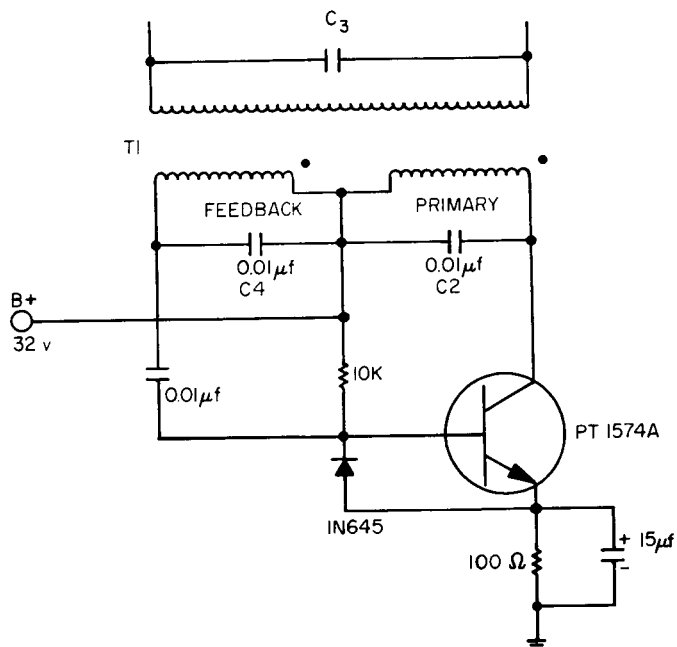 C3
T1
FEEDBACK
PRIMARY
0.01μf
C4
0.01μf
C2
B+
32 v
10K
0.01μf
PT 1574A
IN645
+ 15μf
-
100 Ω